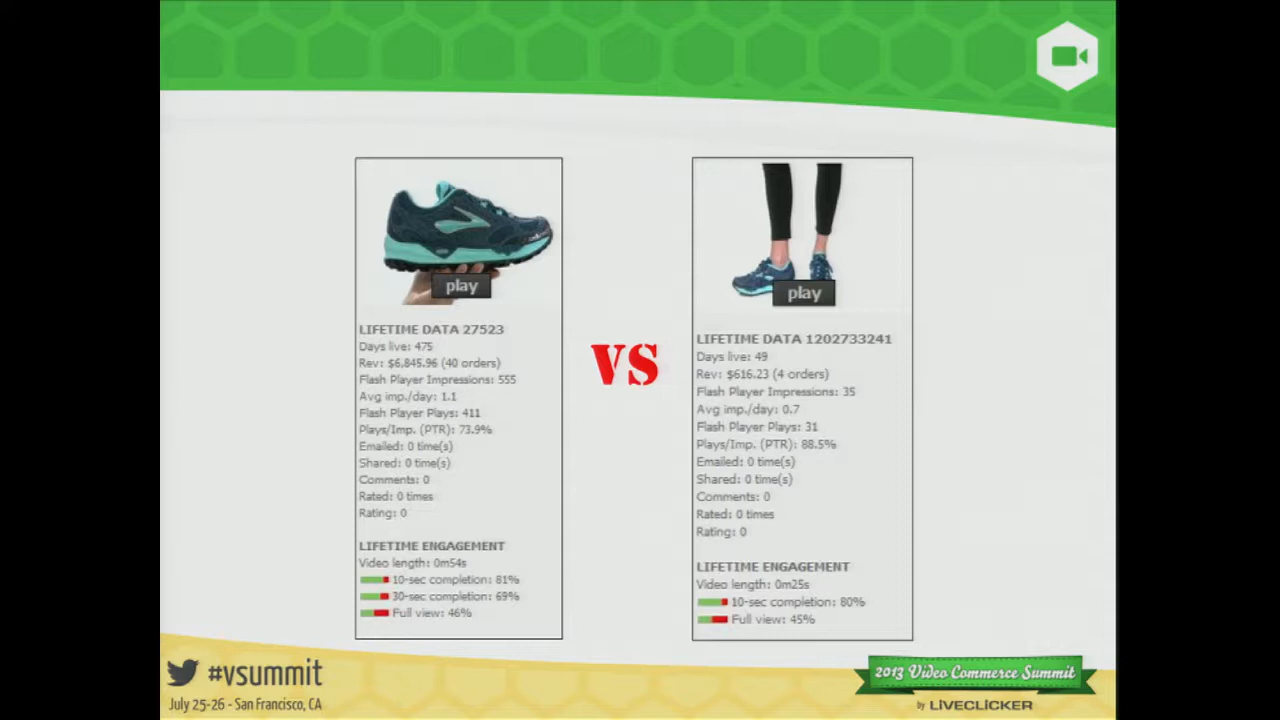 play
LIFETIME DATA 27523
Days live: 475
Rev: $6,845.96 (40 orders)
Flash Player Impressions: 555
Avg imp./day: 1.1
Flash Player Plays: 411
Plays/Imp. (PTR): 73.9%
Emailed: 0 time(s)
Shared: 0 time(s)
Comments: 0
Rated: 0 times
Rating: 0
LIFETIME ENGAGEMENT
Video length: 0m54s
10-sec completion: 81%
30-sec completion: 69%
Full view: 46%
VS
play
LIFETIME DATA 1202733241
Days live: 49
Rev: $616.23 (4 orders)
Flash Player Impressions: 35
Avg imp./day: 0.7
Flash Player Plays: 31
Plays/Imp. (PTR): 88.5%
Emailed: 0 time(s)
Shared: 0 time(s)
Comments: 0
Rated: 0 times
Rating: 0
LIFETIME ENGAGEMENT
Video length: 0m25s
10-sec completion: 80%
Full view: 45%
#vsummit
July 25-26 - San Francisco, CA
2013 Video Commerce Summit
by LIVECLICKER